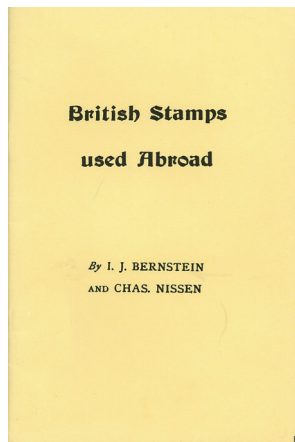 British Stamps
used Abroad
By I. J. BERNSTEIN
AND CHAS. NISSEN